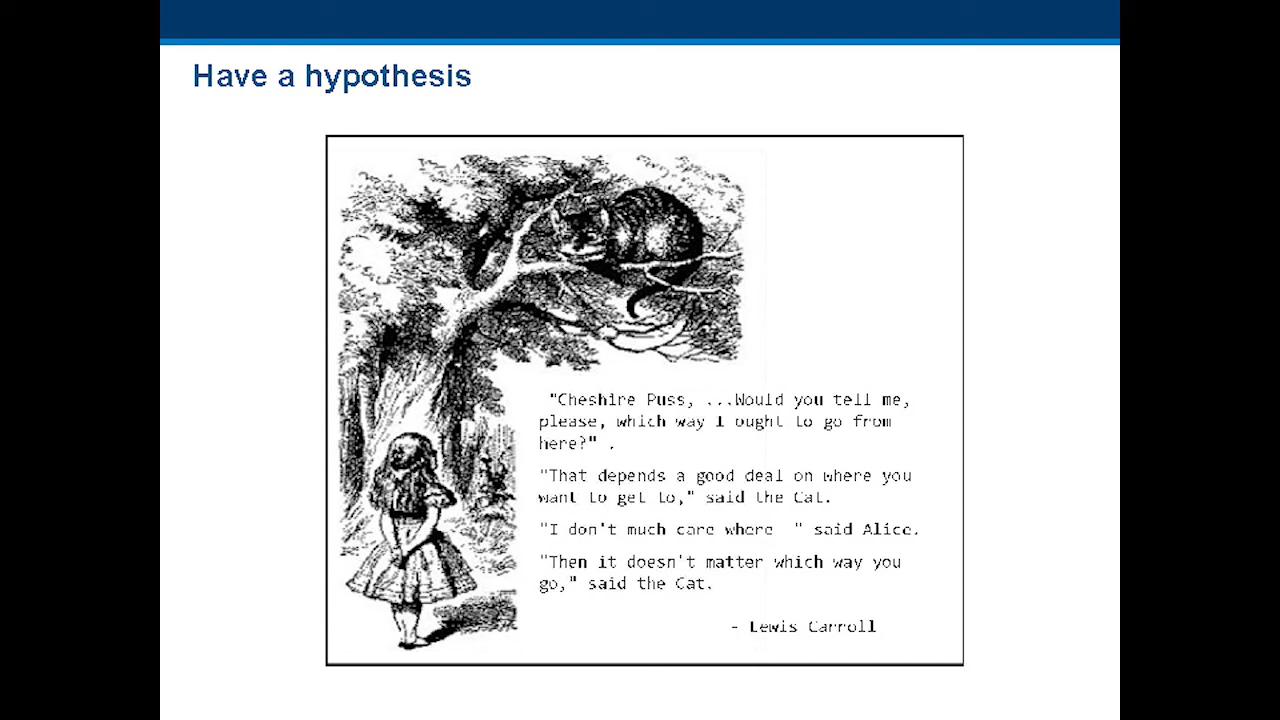 Have a hypothesis
"Cheshire Puss, ...Would you tell me,
please, which way I ought to go from
here?" .
"That depends a good deal on where you
want to get to," said the Cat.
"I don't much care where  " said Alice.
"Then it doesn't matter which way you
go," said the Cat.
- Lewis Carroll